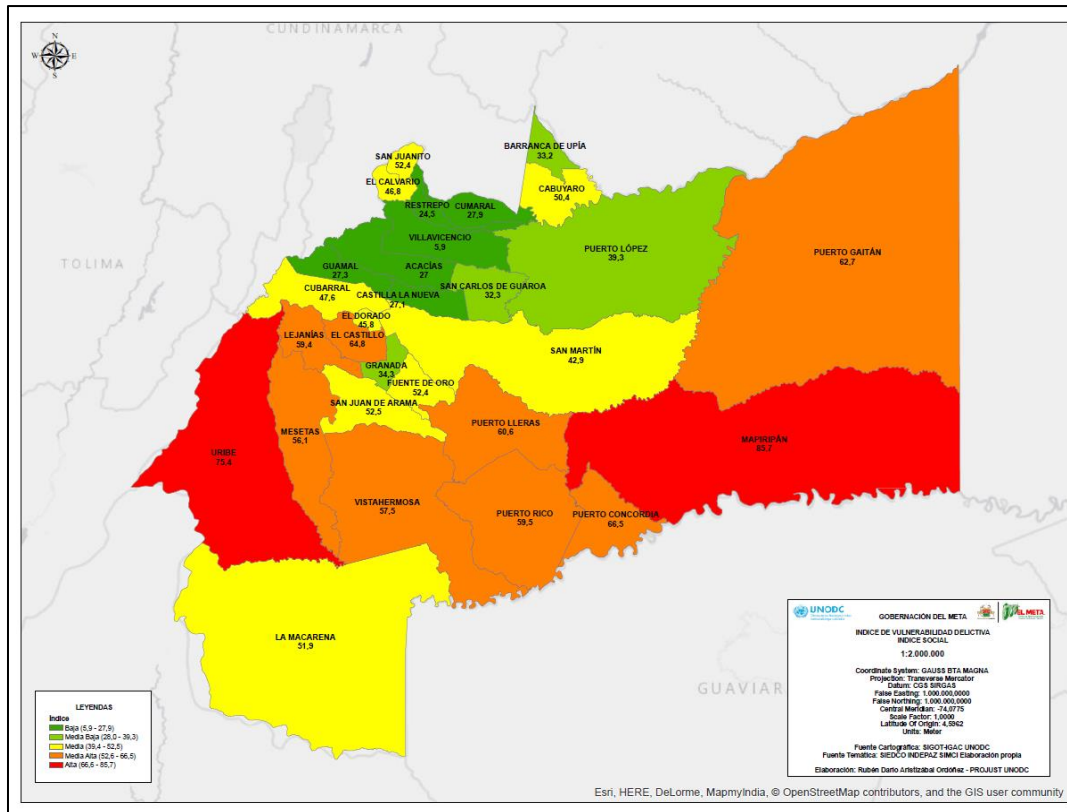 CUNDINAMARCA
N
W E
S
SAN JUANITO
52,4
EL CALVARIO
46,8
BARRANCA DE UPÍA
33,2
CABUYARO
50,4
RESTREPO
24,3
CUMARAL
27,9
VILLAVICENCIO
5,9
PUERTO LÓPEZ
39,3
PUERTO GAITÁN
62,7
TOLIMA
GUAMAL
27,3
ACACÍAS
27
SAN CARLOS DE GUAROA
32,3
CUBARRAL
47,6
CASTILLA LA NUEVA
27,1
EL DORADO
45,8
LEJANÍAS
59,4
EL CASTILLO
64,8
SAN MARTÍN
42,9
GRANADA
34,3
FUENTE DE ORO
52,4
SAN JUAN DE ARAMA
52,5
PUERTO LLERAS
60,6
MESETAS
56,1
MAPIRIPÁN
85,7
URIBE
75,4
VISTAHERMOSA
57,5
PUERTO RICO
59,5
PUERTO CONCORDIA
66,5
LA MACARENA
51,9
GUAVIAR
UNODC
GOBERNACIÓN DEL META
EL META
INDICE DE VULNERABILIDAD DELICTIVA
INDICE SOCIAL
1:2.000.000
Coordinate System: GAUSS BTA MAGNA
Projection: Transverse Mercator
Datum: CGS SIRGAS
False Easting: 1.000.000,0000
False Northing: 1.000.000,0000
Central Meridian: -74,0775
Scale Factor: 1,0000
Latitude Of Origin: 4,5962
Units: Meter
Fuente Cartográfica: SIGOT-IGAC UNODC
Fuente Temática: SIEDCO INDEPAZ SIMCI Elaboración propia
Elaboración: Rubén Darío Aristizábal Ordóñez - PROJUST UNODC
LEYENDAS
Índice
Baja (5,9 - 27,9)
Media Baja (28,0 - 39,3)
Media (39,4 - 52,5)
Media Alta (52,6 - 66,5)
Alta (66,6 - 85,7)
Esri, HERE, DeLorme, MapmyIndia, © OpenStreetMap contributors, and the GIS user community